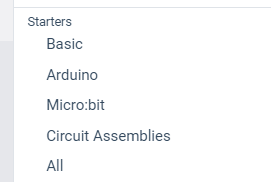 Starters
Basic
Arduino
Micro:bit
Circuit Assemblies
All